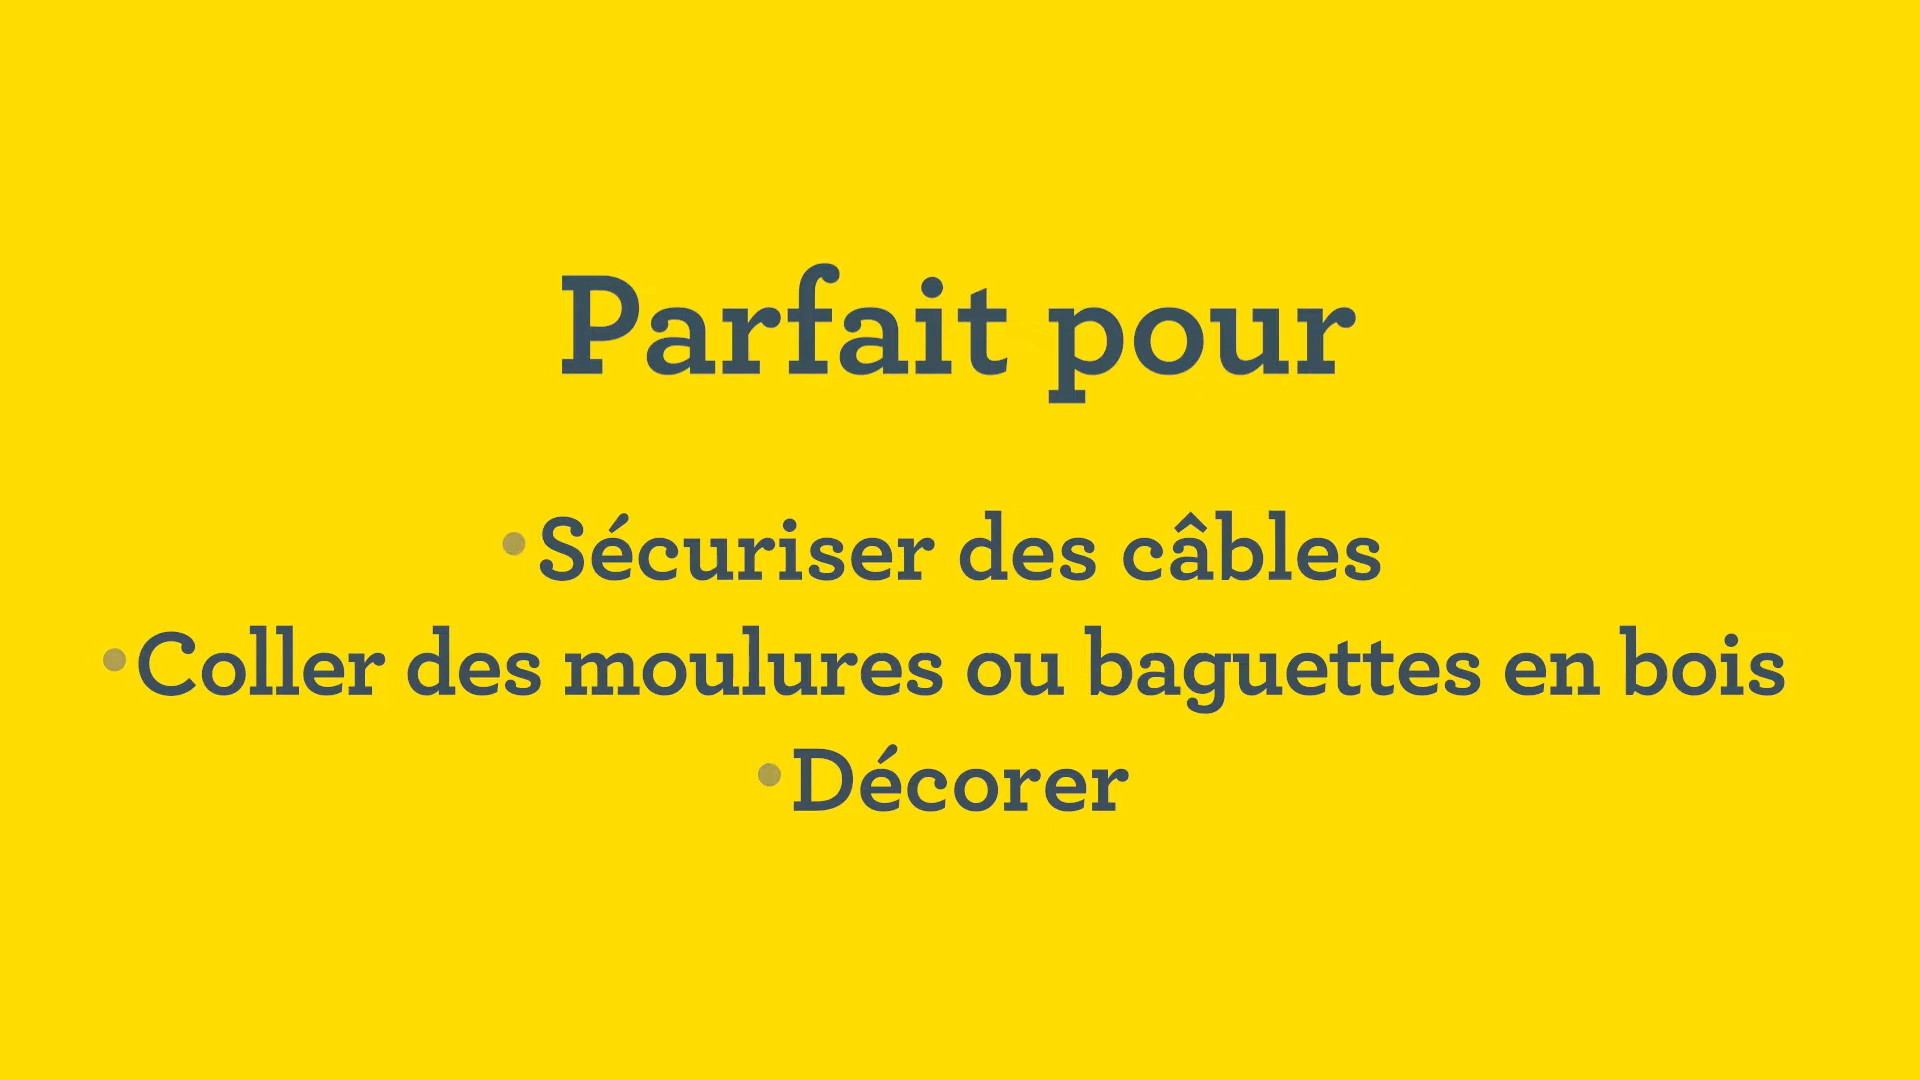 Parfait pour
• Sécuriser des câbles
• Coller des moulures ou baguettes en bois
• Décorer